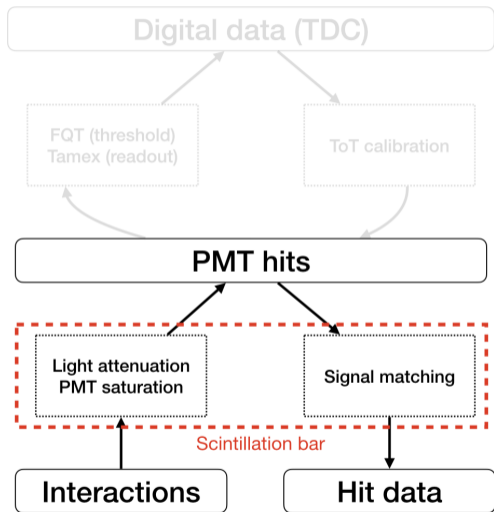 Digital data (TDC)
FQT (threshold)
Tamex (readout)
ToT calibration
PMT hits
Light attenuation
PMT saturation
Signal matching
Scintillation bar
Interactions
Hit data